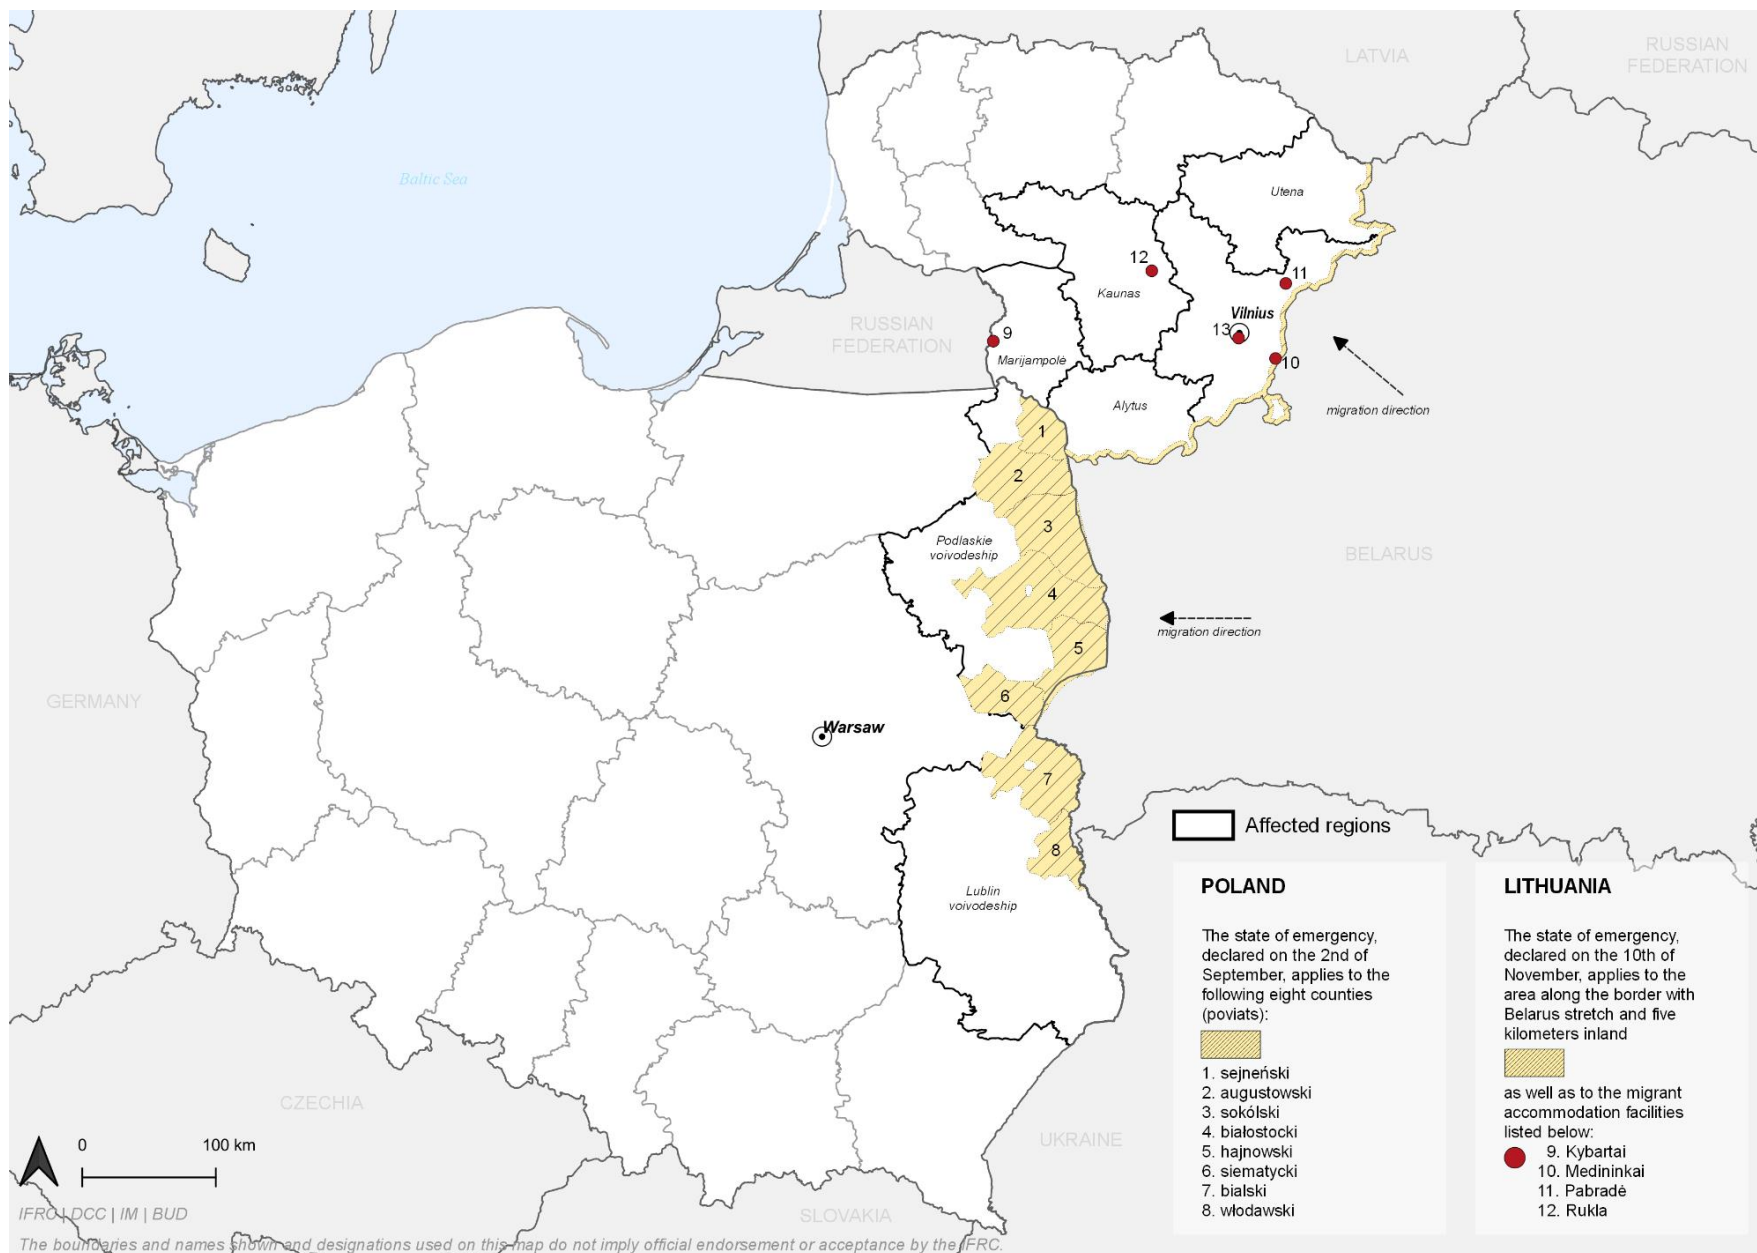 LATVIA
RUSSIAN
FEDERATION
Baltic Sea
Utena
12
11
Kaunas
Vilnius
13
RUSSIAN
FEDERATION
9
Marijampolė
10
migration direction
Alytus
1
2
3
Podlaskie
voivodeship
BELARUS
4
migration direction
5
6
GERMANY
Warsaw
7
8
Lublin
voivodeship
CZECHIA
UKRAINE
SLOVAKIA
0 100 km
IFRC | DCC | IM | BUD
The boundaries and names shown and designations used on this map do not imply official endorsement or acceptance by the IFRC.
Affected regions
POLAND
The state of emergency,
declared on the 2nd of
September, applies to the
following eight counties
(poviats):
1. sejneński
2. augustowski
3. sokólski
4. białostocki
5. hajnowski
6. siematycki
7. bialski
8. włodawski
LITHUANIA
The state of emergency,
declared on the 10th of
November, applies to the
area along the border with
Belarus stretch and five
kilometers inland
as well as to the migrant
accommodation facilities
listed below:
9. Kybartai
10. Medininkai
11. Pabradė
12. Rukla